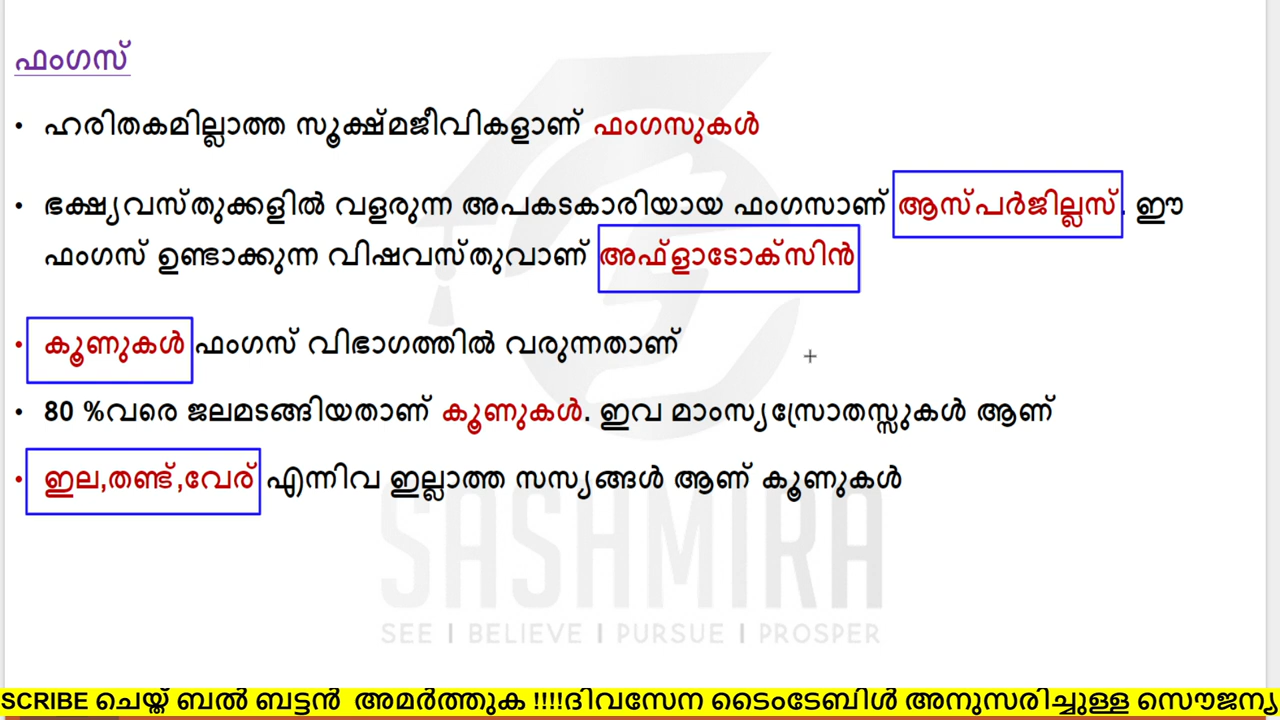 ഫംഗസ്
• ഹരിതകമില്ലാത്ത സൂക്ഷ്മജീവികളാണ് ഫംഗസുകൾ
• ഭക്ഷ്യവസ്തുക്കളിൽ വളരുന്ന അപകടകാരിയായ ഫംഗസാണ് ആസ്പർജില്ലസ്. ഈ
ഫംഗസ് ഉണ്ടാക്കുന്ന വിഷവസ്തുവാണ് അഫ്ളാടോക്സിൻ
• കൂണുകൾ ഫംഗസ് വിഭാഗത്തിൽ വരുന്നതാണ്
• 80 %വരെ ജലമടങ്ങിയതാണ് കൂണുകൾ. ഇവ മാംസ്യസ്രോതസ്സുകൾ ആണ്
• ഇല,തണ്ട്,വേര് എന്നിവ ഇല്ലാത്ത സസ്യങ്ങൾ ആണ് കൂണുകൾ
SASHMIRA
SEE I BELIEVE I PURSUE I PROSPER
SCRIBE ചെയ്ത് ബൽ ബട്ടൻ അമർത്തുക !!!!ദിവസേന ടൈംടേബിൾ അനുസരിച്ചുള്ള സൌജന്യ